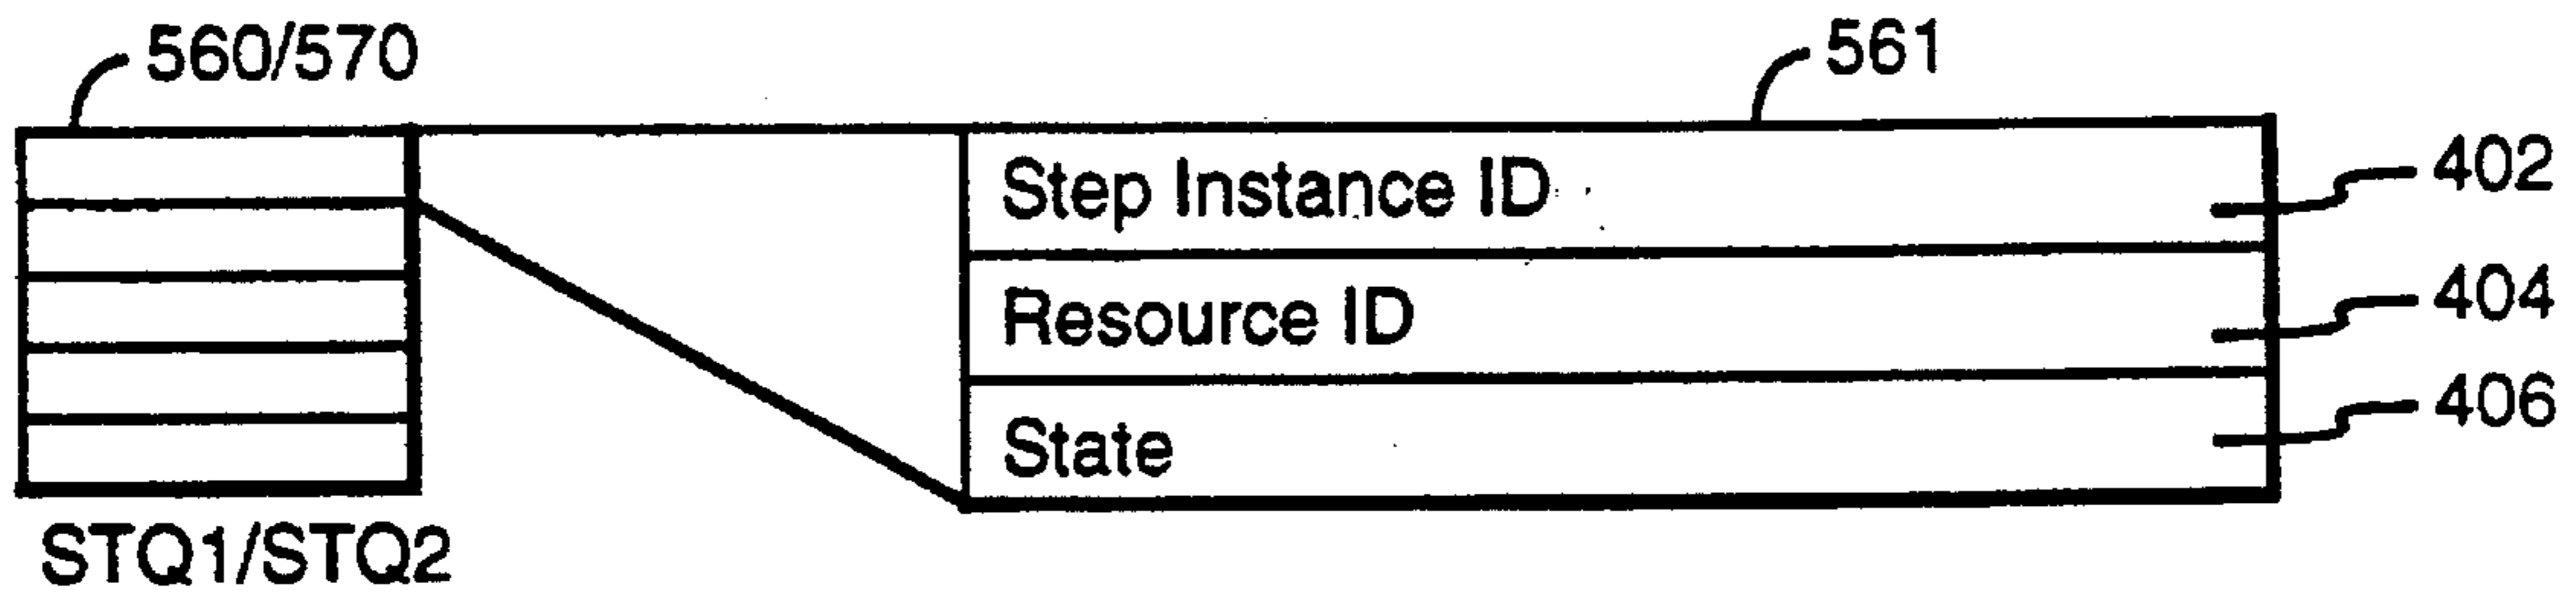 560/570
561
Step Instance ID
402
Resource ID
404
State
406
STQ1/STQ2